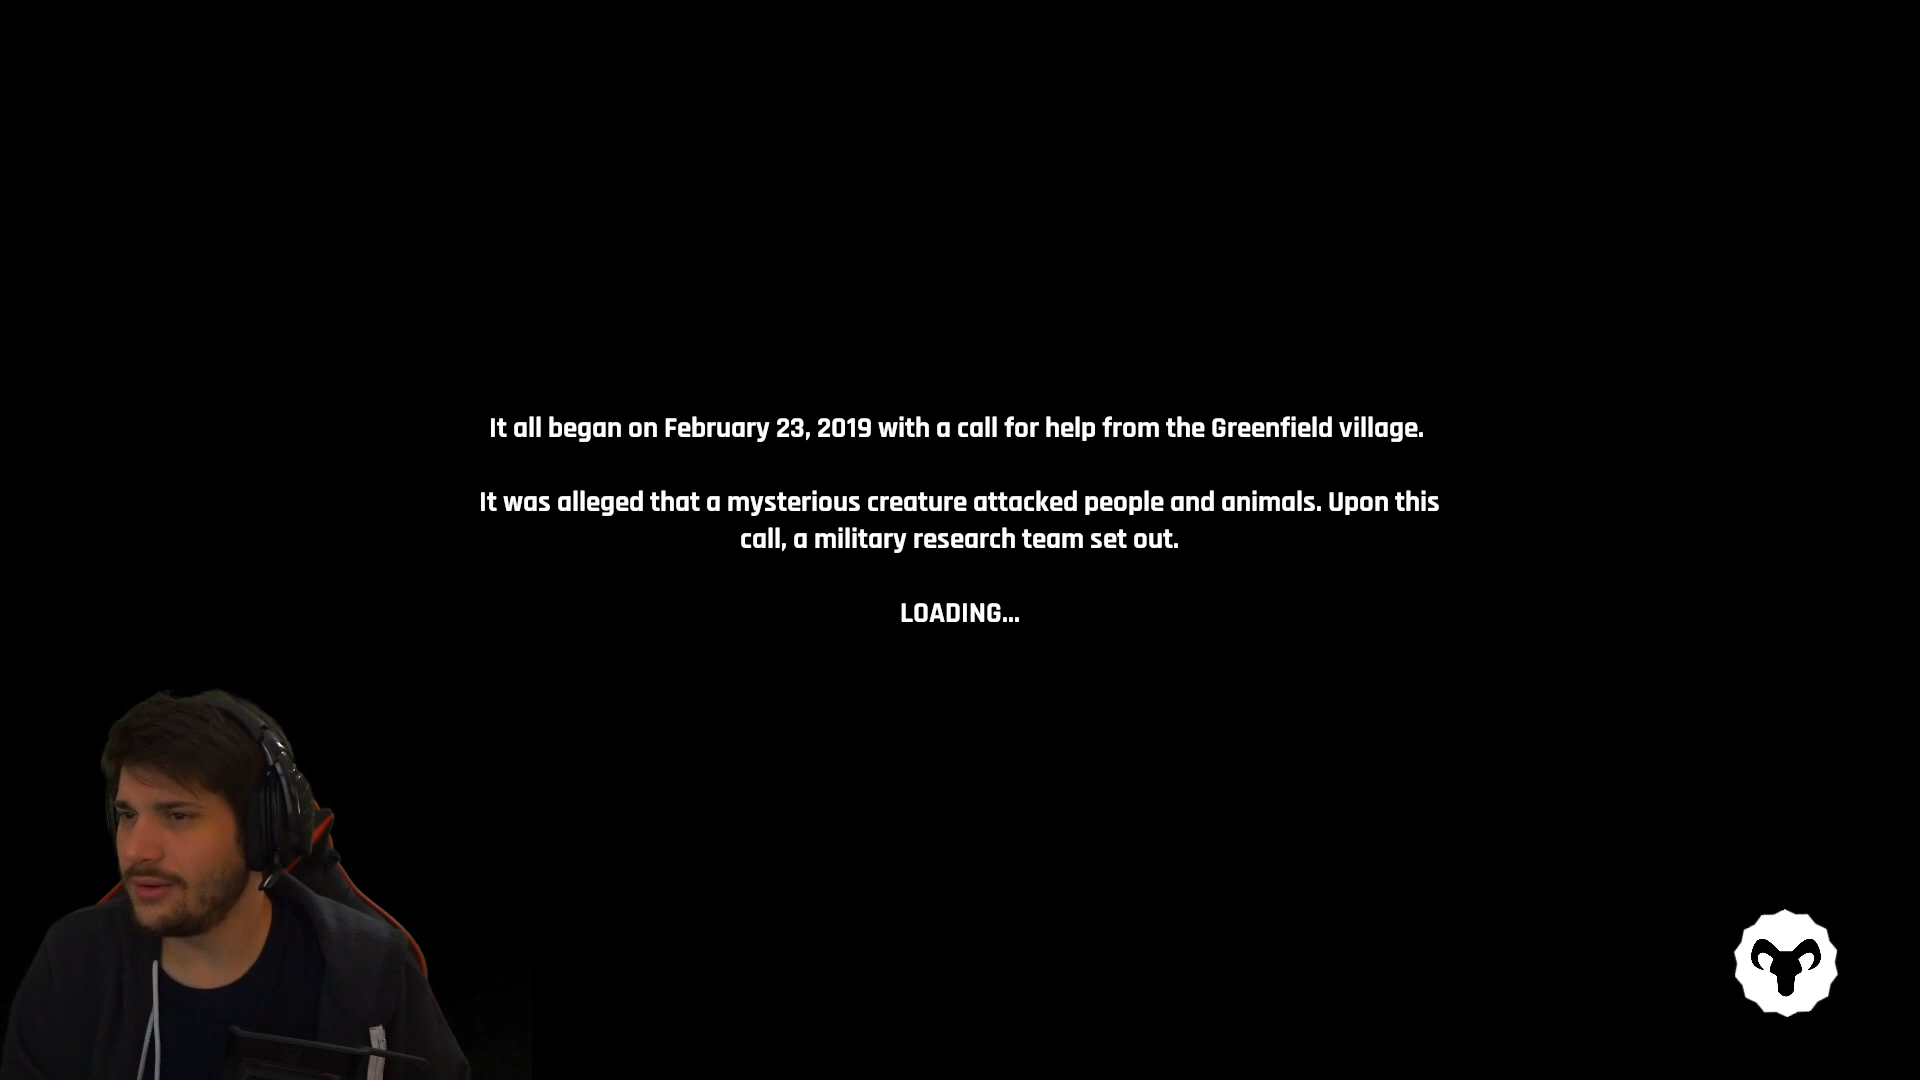 It all began on February 23, 2019 with a call for help from the Greenfield village.
It was alleged that a mysterious creature attacked people and animals. Upon this
call, a military research team set out.
LOADING...